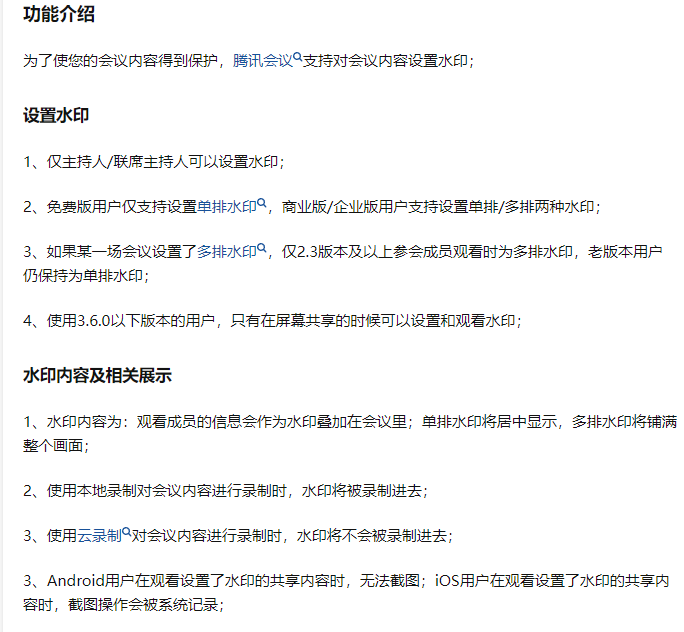 功能介绍
为了使您的会议内容得到保护，腾讯会议支持对会议内容设置水印；
设置水印
1、仅主持人/联席主持人可以设置水印；
2、免费版用户仅支持设置单排水印，商业版/企业版用户支持设置单排/多排两种水印；
3、如果某一场会议设置了多排水印，仅2.3版本及以上参会成员观看时为多排水印，老版本用户
仍保持为单排水印；
4、使用3.6.0以下版本的用户，只有在屏幕共享的时候可以设置和观看水印；
水印内容及相关展示
1、水印内容为：观看成员的信息会作为水印叠加在会议里；单排水印将居中显示，多排水印将铺满
整个画面；
2、使用本地录制对会议内容进行录制时，水印将被录制进去；
3、使用云录制对会议内容进行录制时，水印将不会被录制进去；
3、Android用户在观看设置了水印的共享内容时，无法截图；iOS用户在观看设置了水印的共享内
容时，截图操作会被系统记录；